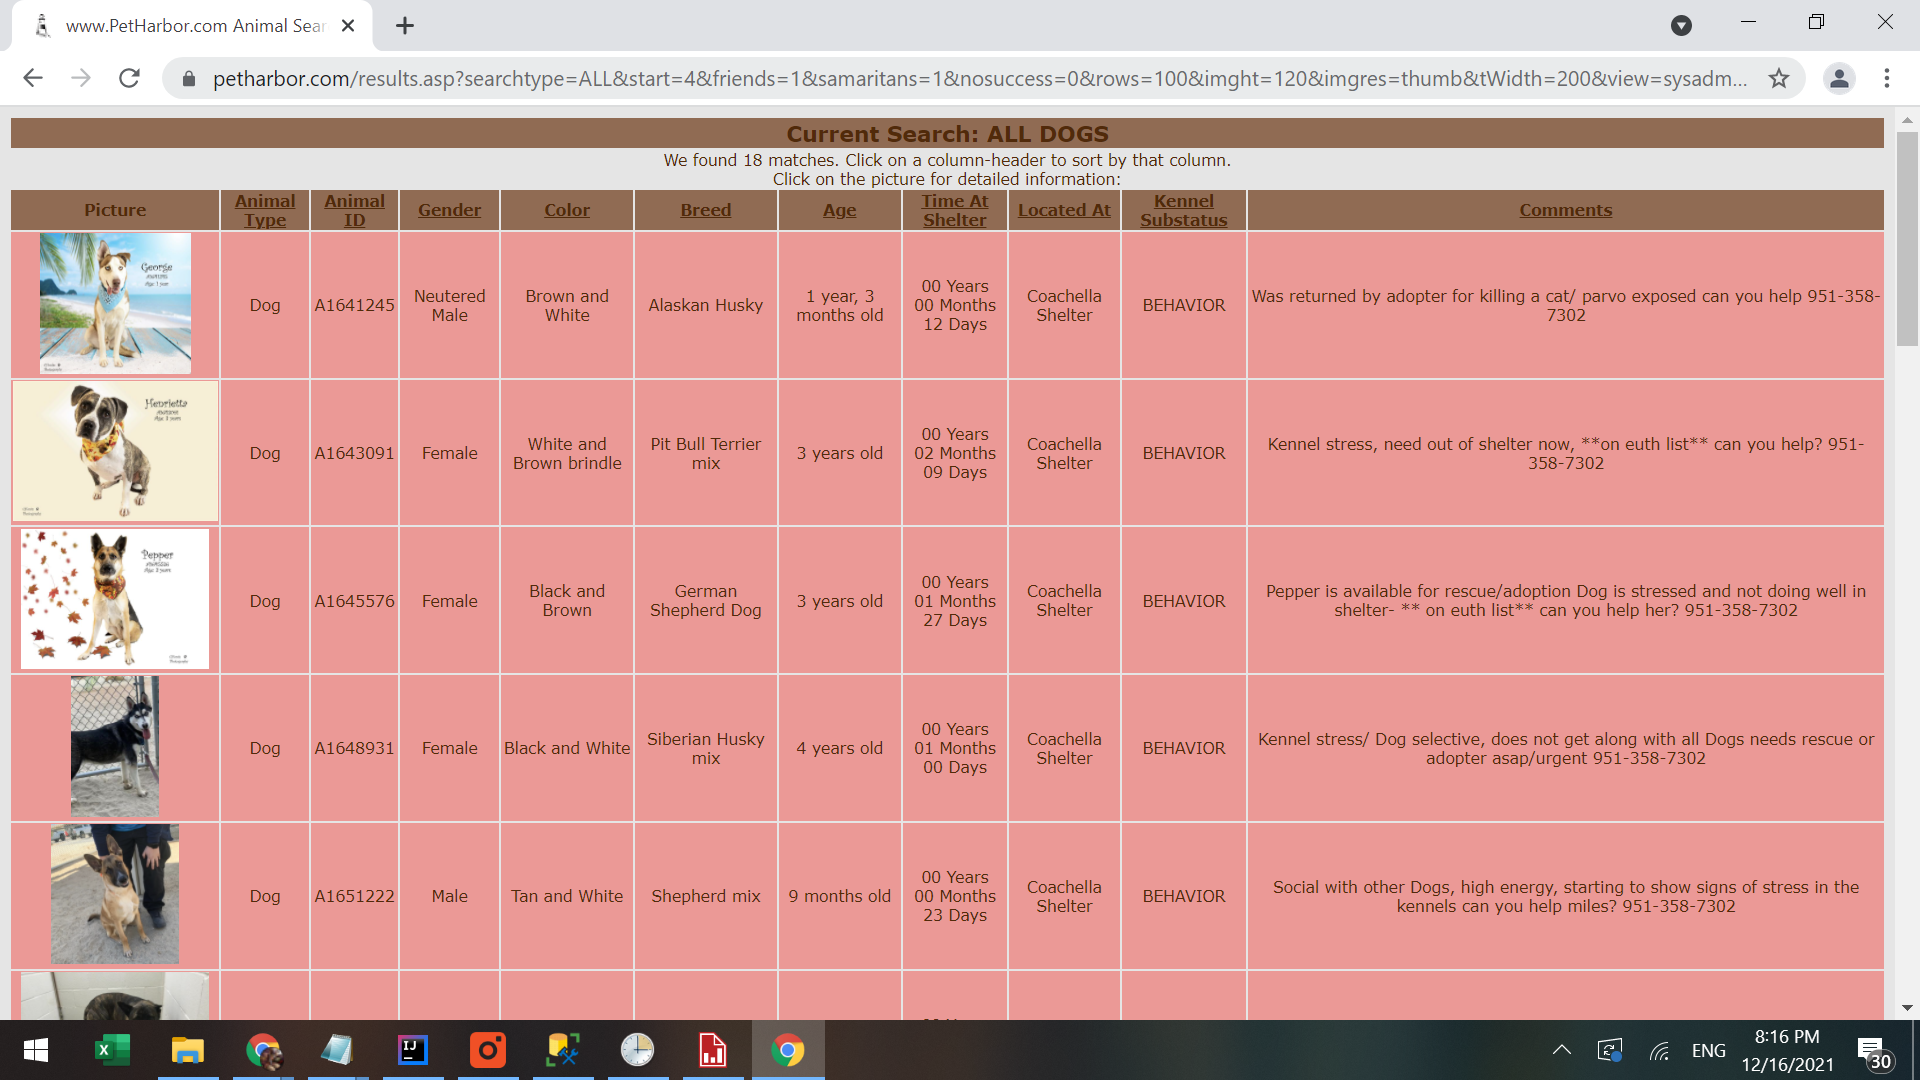 www.PetHarbor.com Animal Sear
petharbor.com/results.asp?searchtype=ALL&start=4&friends=1&samaritans=1&nosuccess=0&rows=100&imght=120&imgres=thumb&tWidth=200&view=sysadm...
Current Search: ALL DOGS
We found 18 matches. Click on a column-header to sort by that column.
Click on the picture for detailed information:
Picture
Animal
Type
Animal
ID
Gender
Color
Breed
Age
Time At
Shelter
Located At
Kennel
Substatus
Comments
George
Age: 1 year
Dog
A1641245
Neutered
Male
Brown and
White
Alaskan Husky
1 year, 3
months old
00 Years
00 Months
12 Days
Coachella
Shelter
BEHAVIOR
Was returned by adopter for killing a cat/ parvo exposed can you help 951-358-
7302
Henrietta
Age: 3 years
Dog
A1643091
Female
White and
Brown brindle
Pit Bull Terrier
mix
3 years old
00 Years
02 Months
09 Days
Coachella
Shelter
BEHAVIOR
Kennel stress, need out of shelter now, **on euth list** can you help? 951-
358-7302
Pepper
Dog
A1645576
Female
Black and
Brown
German
Shepherd Dog
3 years old
00 Years
01 Months
27 Days
Coachella
Shelter
BEHAVIOR
Pepper is available for rescue/adoption Dog is stressed and not doing well in
shelter- ** on euth list** can you help her? 951-358-7302
Dog
A1648931
Female
Black and White
Siberian Husky
mix
4 years old
00 Years
01 Months
00 Days
Coachella
Shelter
BEHAVIOR
Kennel stress/ Dog selective, does not get along with all Dogs needs rescue or
adopter asap/urgent 951-358-7302
Dog
A1651222
Male
Tan and White
Shepherd mix
9 months old
00 Years
00 Months
23 Days
Coachella
Shelter
BEHAVIOR
Social with other Dogs, high energy, starting to show signs of stress in the
kennels can you help miles? 951-358-7302
IJ
ENG
8:16 PM
12/16/2021
30